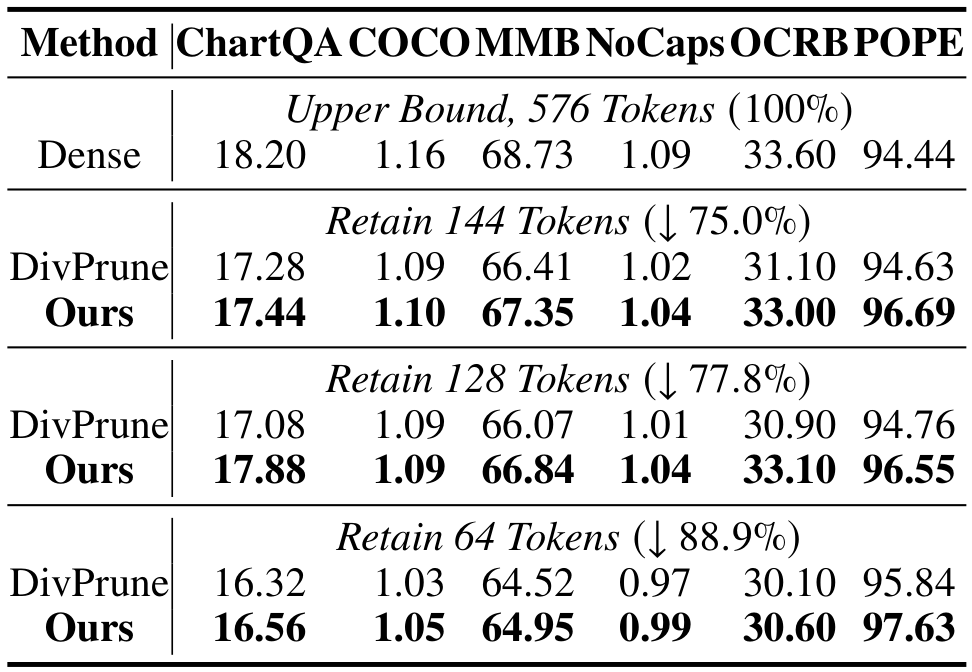 Method ChartQA COCO MMB NoCaps OCRB POPE
Upper Bound, 576 Tokens (100%)
Dense 18.20 1.16 68.73 1.09 33.60 94.44
Retain 144 Tokens (↓ 75.0%)
DivPrune 17.28 1.09 66.41 1.02 31.10 94.63
Ours 17.44 1.10 67.35 1.04 33.00 96.69
Retain 128 Tokens (↓ 77.8%)
DivPrune 17.08 1.09 66.07 1.01 30.90 94.76
Ours 17.88 1.09 66.84 1.04 33.10 96.55
Retain 64 Tokens (↓ 88.9%)
DivPrune 16.32 1.03 64.52 0.97 30.10 95.84
Ours 16.56 1.05 64.95 0.99 30.60 97.63